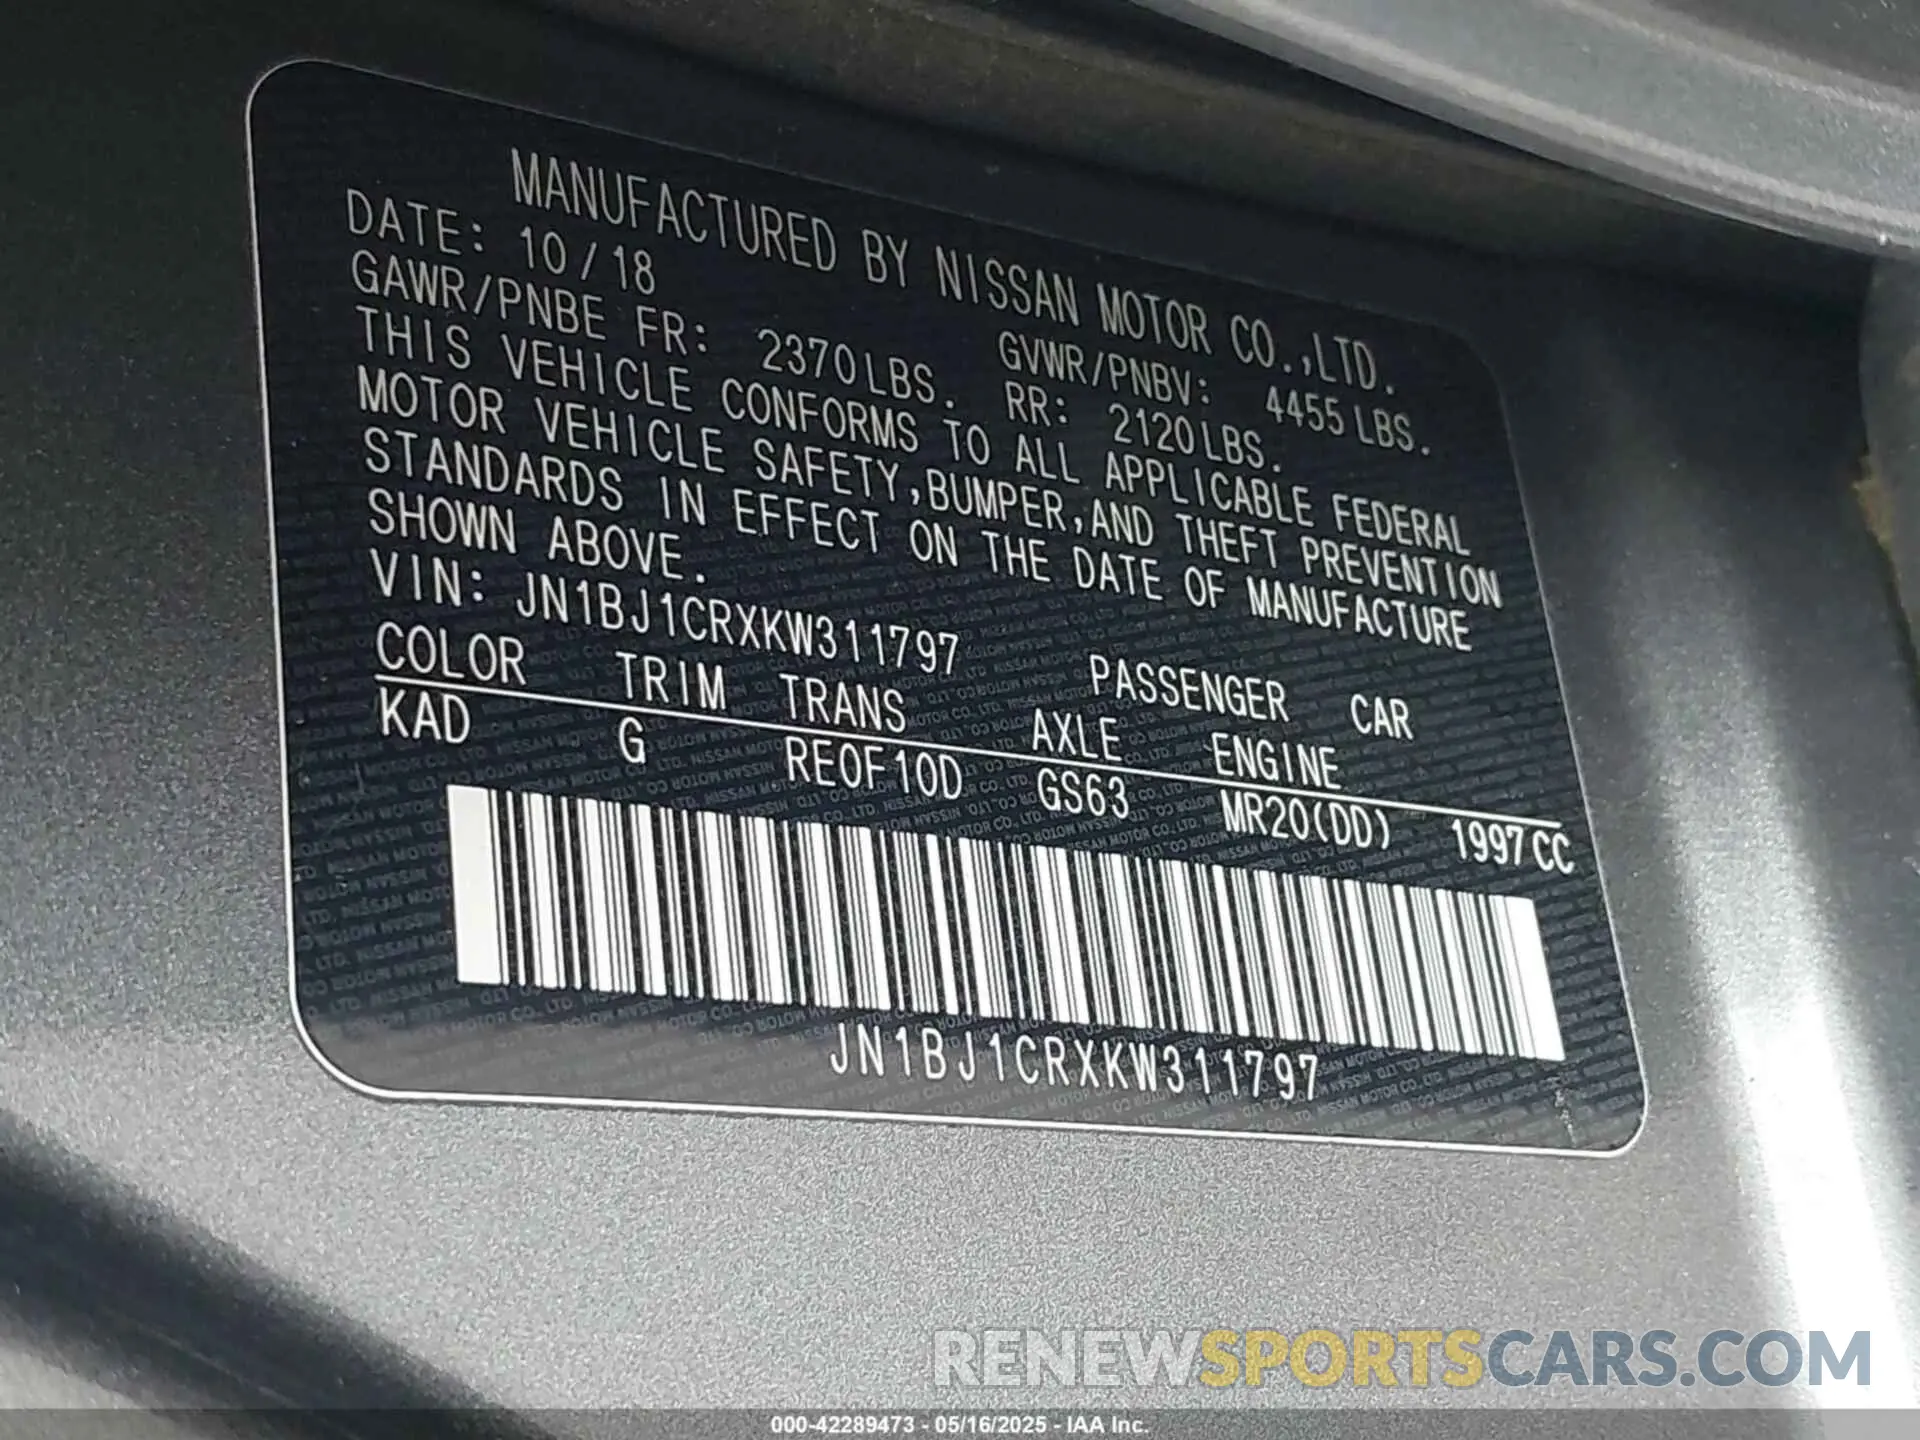 MANUFACTURED BY NISSAN MOTOR CO.,LTD.
DATE: 10/18 GVWR/PNBV: 4455 LBS.
GAWR/PNBE FR: 2370LBS. RR: 2120LBS.
THIS VEHICLE CONFORMS TO ALL APPLICABLE FEDERAL
MOTOR VEHICLE SAFETY,BUMPER,AND THEFT PREVENTION
STANDARDS IN EFFECT ON THE DATE OF MANUFACTURE
SHOWN ABOVE.
VIN: JN1BJ1CRXKW311797 PASSENGER CAR
COLOR TRIM TRANS AXLE ENGINE
KAD G RE0F10D GS63 MR20(DD) 1997CC
JN1BJ1CRXKW311797
RENEWSPORTSCARS.COM
000-42289473 - 05/16/2025 - IAA Inc.